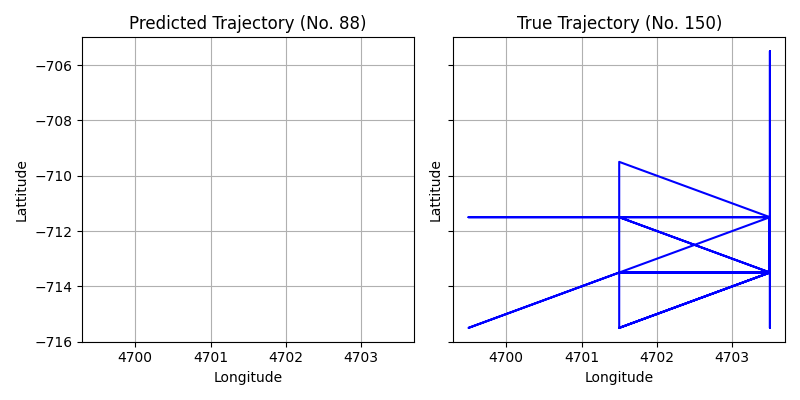 Predicted Trajectory (No. 88)
−706
−708
−710
−712
−714
−716
Lattitude
4700 4701 4702 4703
Longitude
True Trajectory (No. 150)
Lattitude
4700 4701 4702 4703
Longitude